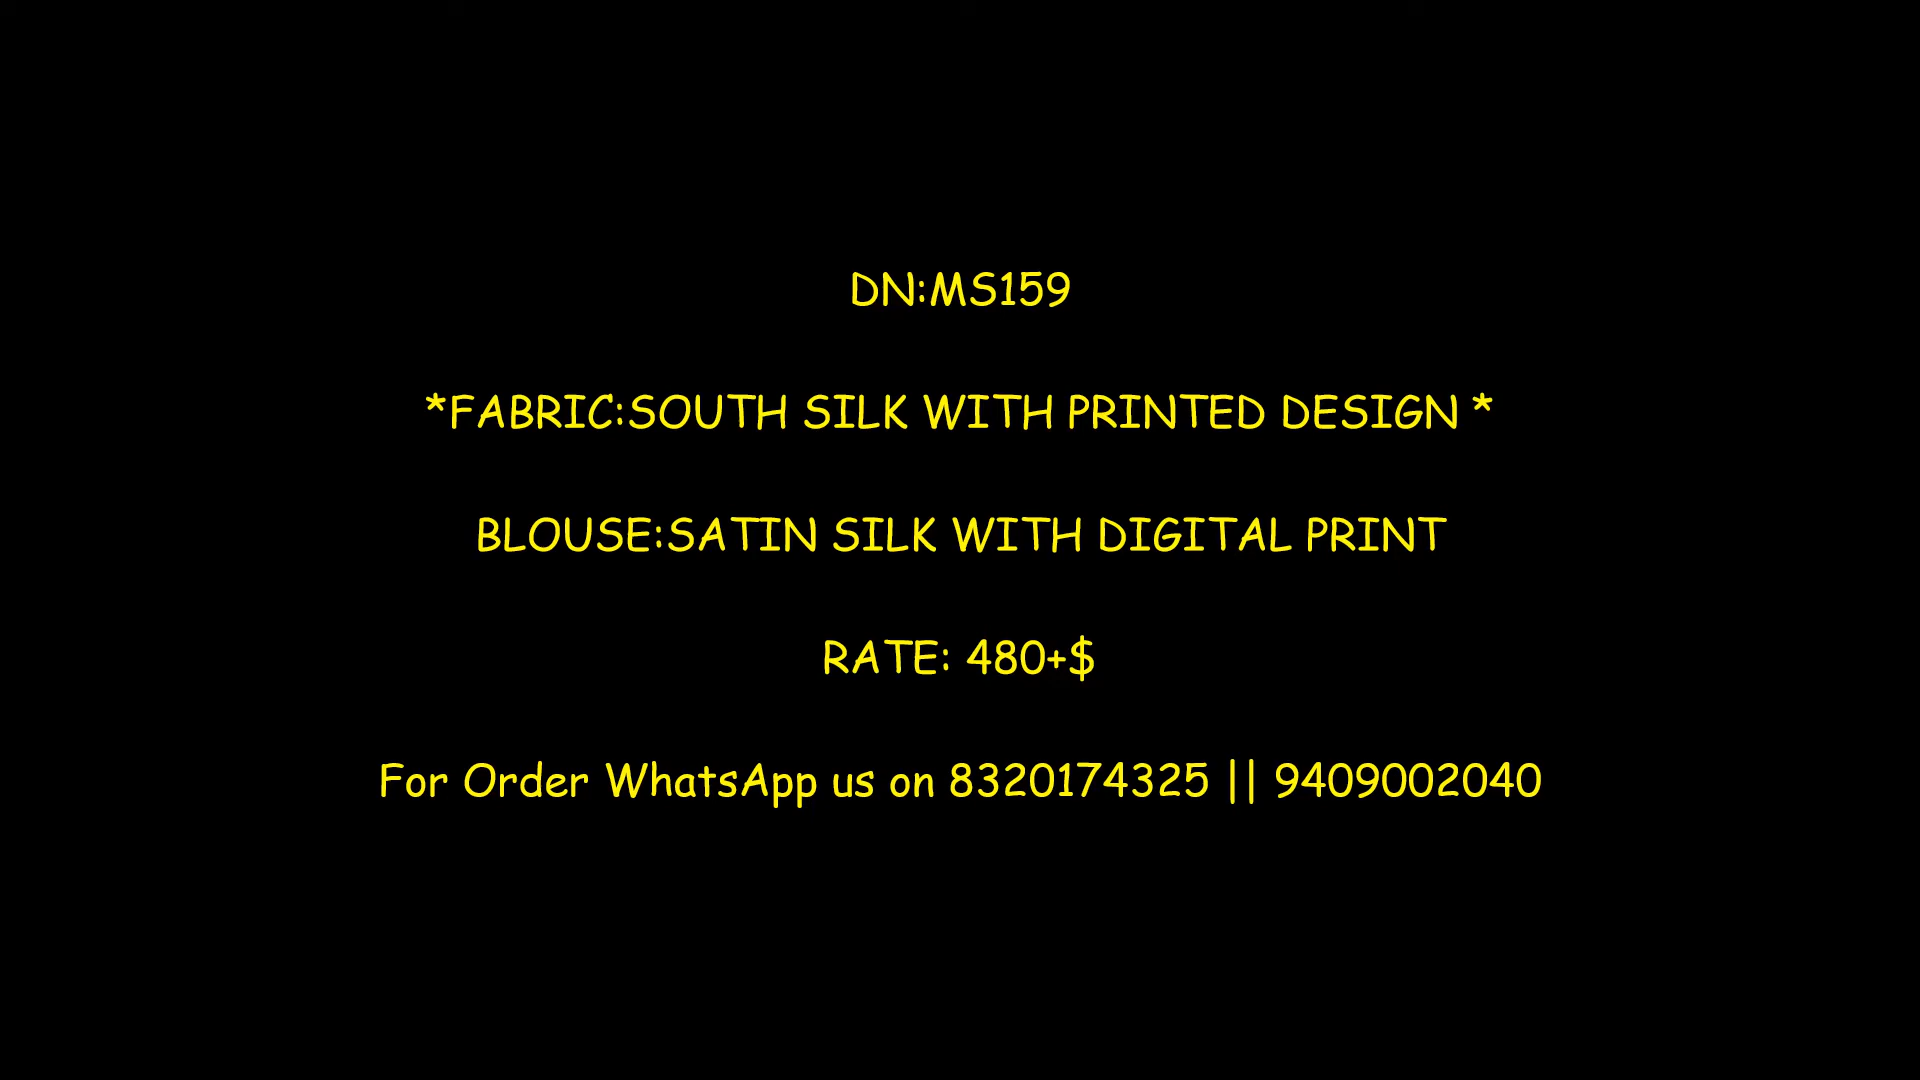 DN:MS159
*FABRIC:SOUTH SILK WITH PRINTED DESIGN *
BLOUSE:SATIN SILK WITH DIGITAL PRINT
RATE: 480+$
For Order WhatsApp us on 8320174325 || 9409002040